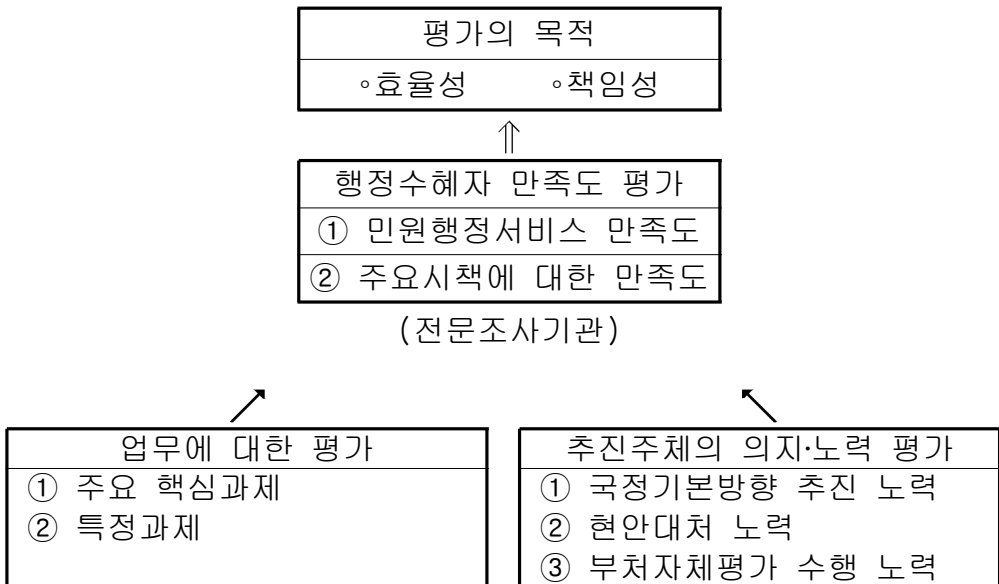 평가의 목적
◦효율성 ◦책임성
⇑
행정수혜자 만족도 평가
① 민원행정서비스 만족도
② 주요시책에 대한 만족도
(전문조사기관)
업무에 대한 평가
① 주요 핵심과제
② 특정과제
추진주체의 의지·노력 평가
① 국정기본방향 추진 노력
② 현안대처 노력
③ 부처자체평가 수행 노력